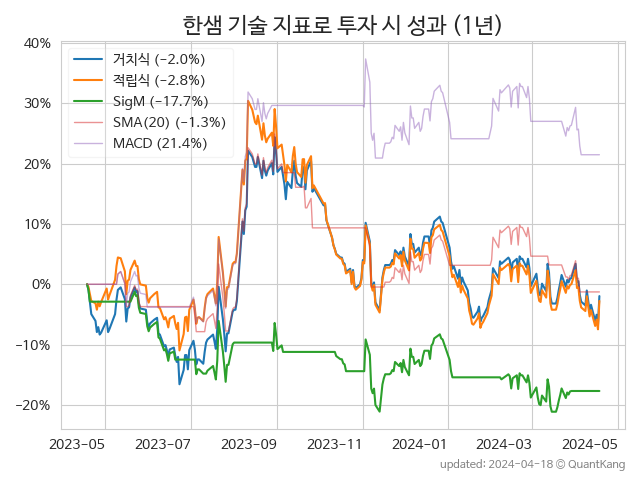 한샘 기술 지표로 투자 시 성과 (1년)
40%
30%
20%
10%
0%
−10%
−20%
거치식 (−2.0%)
적립식 (−2.8%)
SigM (−17.7%)
SMA(20) (−1.3%)
MACD (21.4%)
2023-05 2023-07 2023-09 2023-11 2024-01 2024-03 2024-05
updated: 2024-04-18 © QuantKang